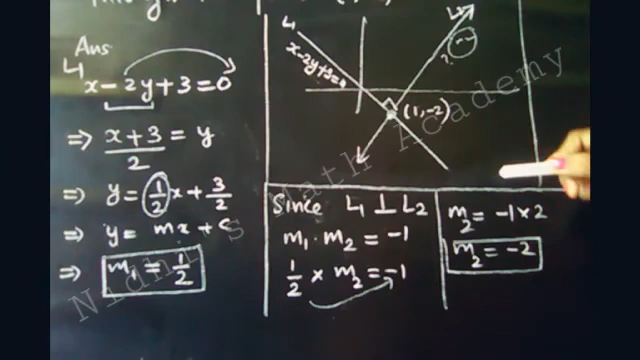 Ans
L1
x - 2y + 3 = 0
⇒ x + 3 / 2 = y
⇒ y = 1/2 x + 3/2
⇒ y = mx + c
⇒ m1 = 1/2
L1
L2
x-2y+3=0
?
(1, -2)
Since L1 ⊥ L2
m1 · m2 = -1
1/2 × m2 = -1
m2 = -1 × 2
m2 = -2
Nidhi's Math Academy